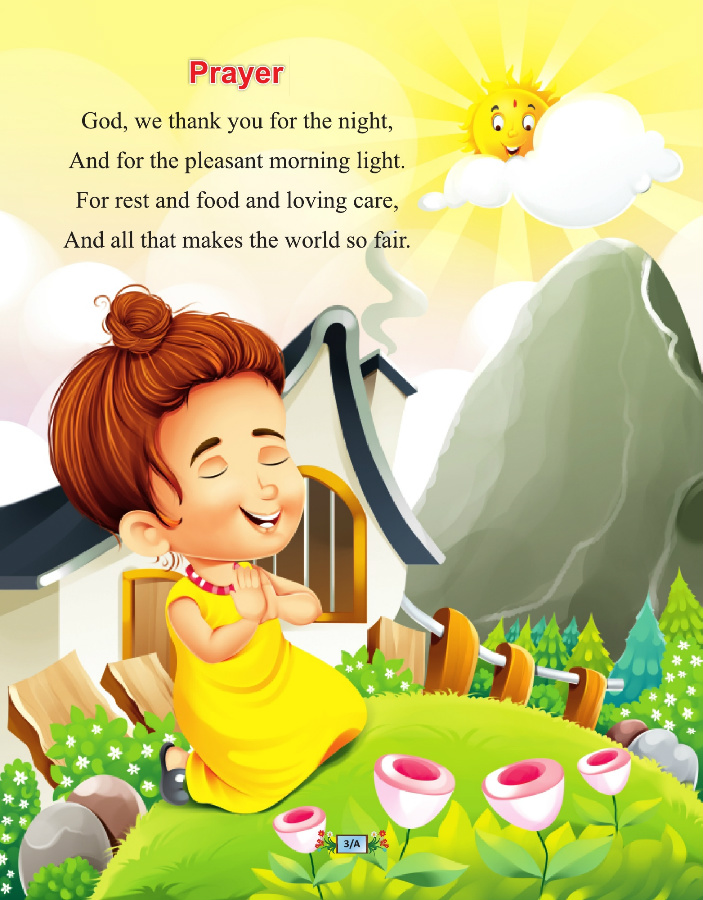 Prayer
God, we thank you for the night,
And for the pleasant morning light.
For rest and food and loving care,
And all that makes the world so fair.
3/A